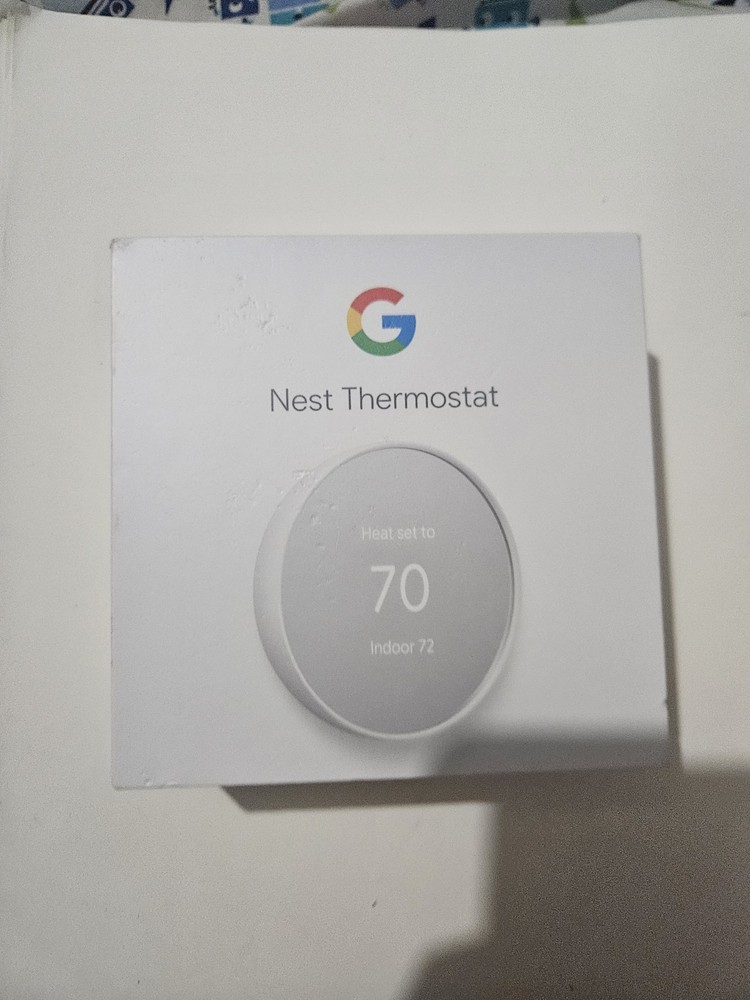 Nest Thermostat
Heat set to
70
Indoor 72